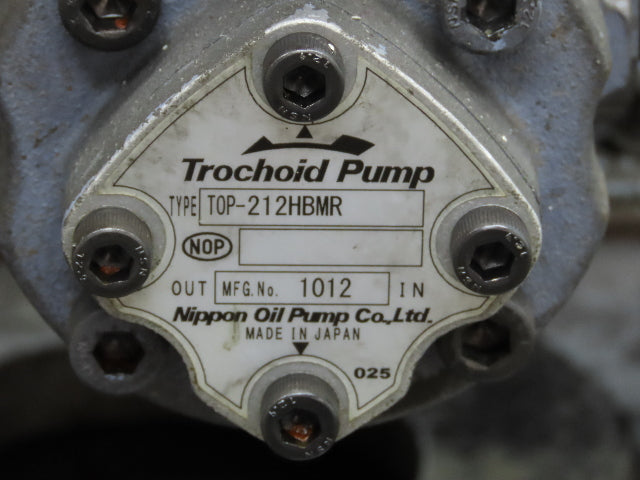 Trochoid Pump
TYPE TOP-212HBMR
NOP
OUT MFG.No. 1012 IN
Nippon Oil Pump Co.,Ltd.
MADE IN JAPAN
025